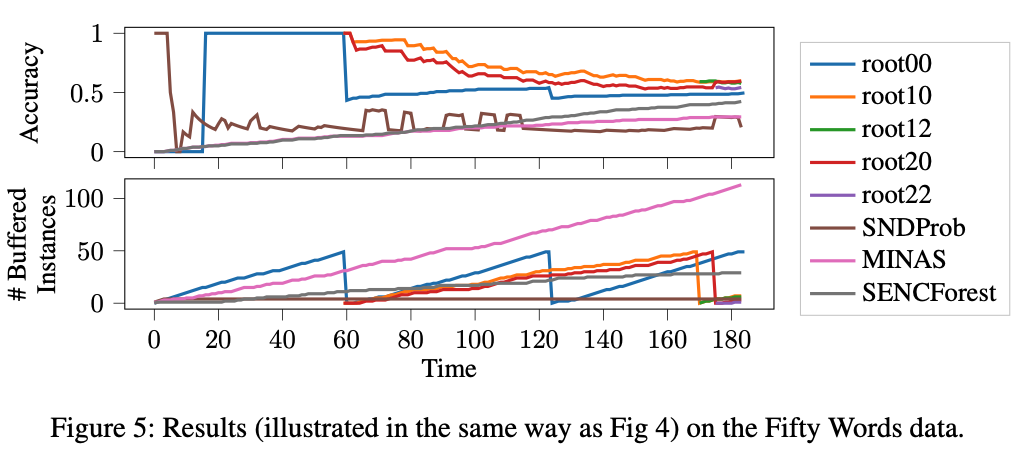 1
0.5
0
Accuracy
100
50
0
# Buffered
Instances
0 20 40 60 80 100 120 140 160 180
Time
root00
root10
root12
root20
root22
SNDProb
MINAS
SENCForest
Figure 5: Results (illustrated in the same way as Fig 4) on the Fifty Words data.